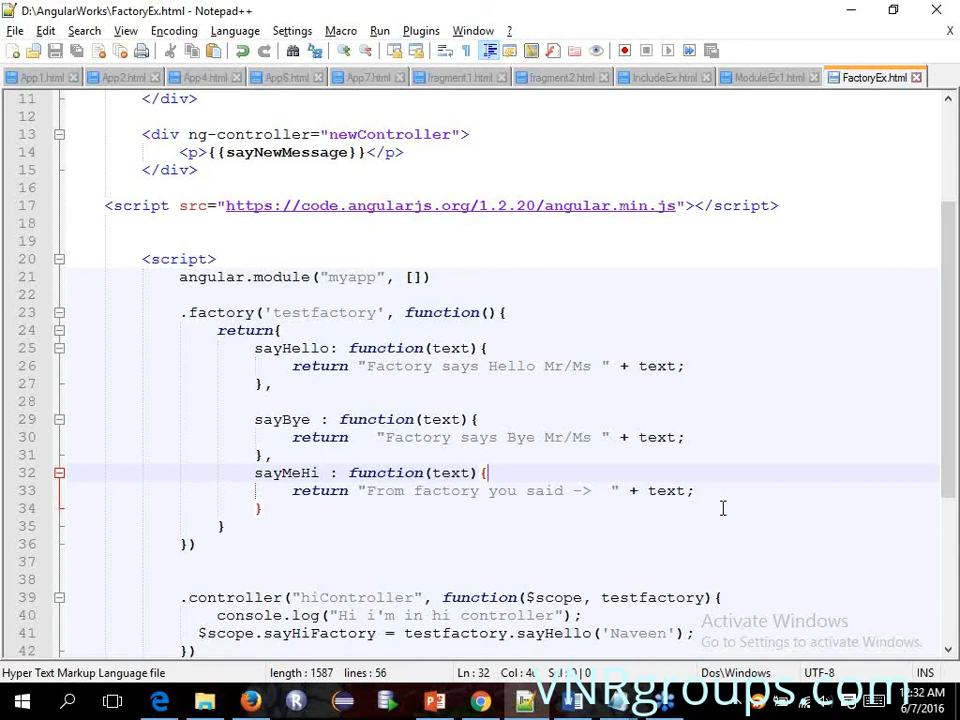 D:\AngularWorks\FactoryEx.html - Notepad++
File Edit Search View Encoding Language Settings Macro Run Plugins Window ? X
App1.html App2.html App4.html App6.html App7.html fragment1.html fragment2.html IncludeEx.html ModuleEx1.html FactoryEx.html
11 </div>
12
13 <div ng-controller="newController">
14 <p>{{sayNewMessage}}</p>
15 </div>
16
17 <script src="https://code.angularjs.org/1.2.20/angular.min.js"></script>
18
19
20 <script>
21 angular.module("myapp", [])
22
23 .factory('testfactory', function(){
24 return{
25 sayHello: function(text){
26 return "Factory says Hello Mr/Ms " + text;
27 },
28
29 sayBye : function(text){
30 return "Factory says Bye Mr/Ms " + text;
31 },
32 sayMeHi : function(text){
33 return "From factory you said -> " + text;
34 }
35 }
36 })
37
38
39 .controller("hiController", function($scope, testfactory){
40 console.log("Hi i'm in hi controller");
41 $scope.sayHiFactory = testfactory.sayHello('Naveen');
42 })
Activate Windows
Go to Settings to activate Windows.
Hyper Text Markup Language file length : 1587 lines : 56 Ln : 32 Dos\Windows UTF-8 INS
VNRgroups.com
12:32 AM
6/7/2016